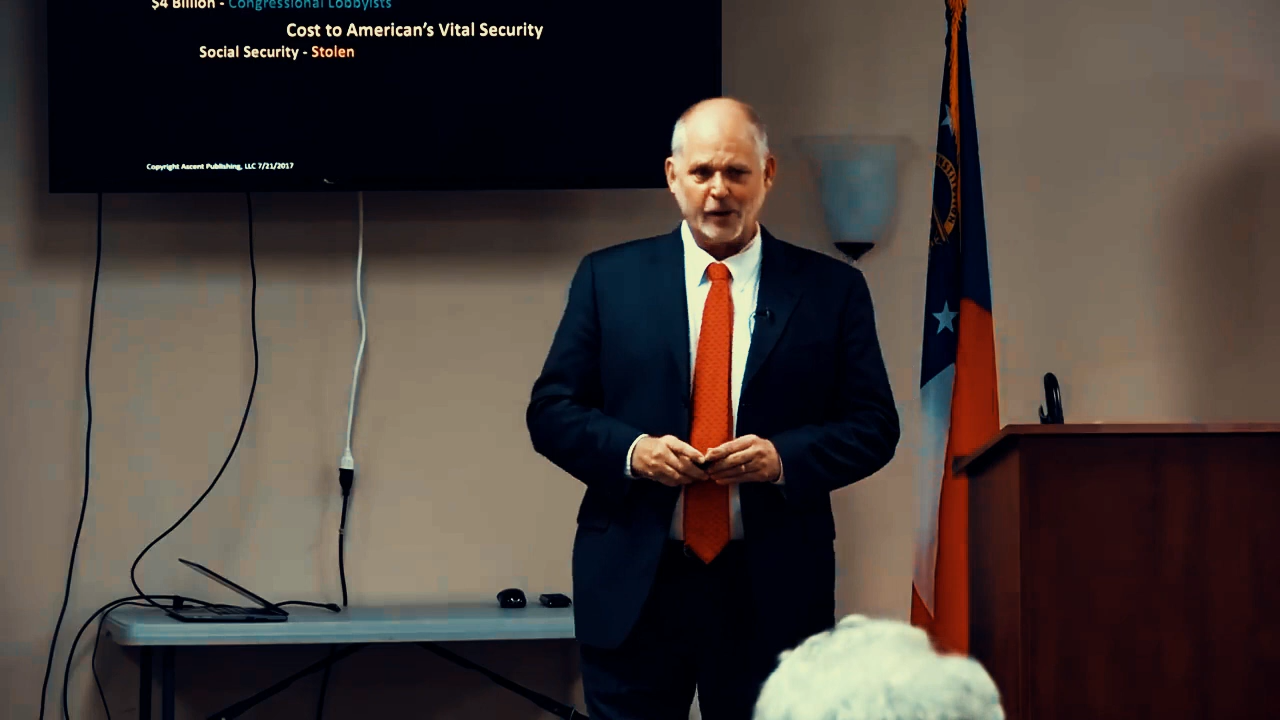 $4 Billion - Congressional Lobbyists
Cost to American's Vital Security
Social Security - Stolen
Copyright Ascent Publishing, LLC 7/21/2017